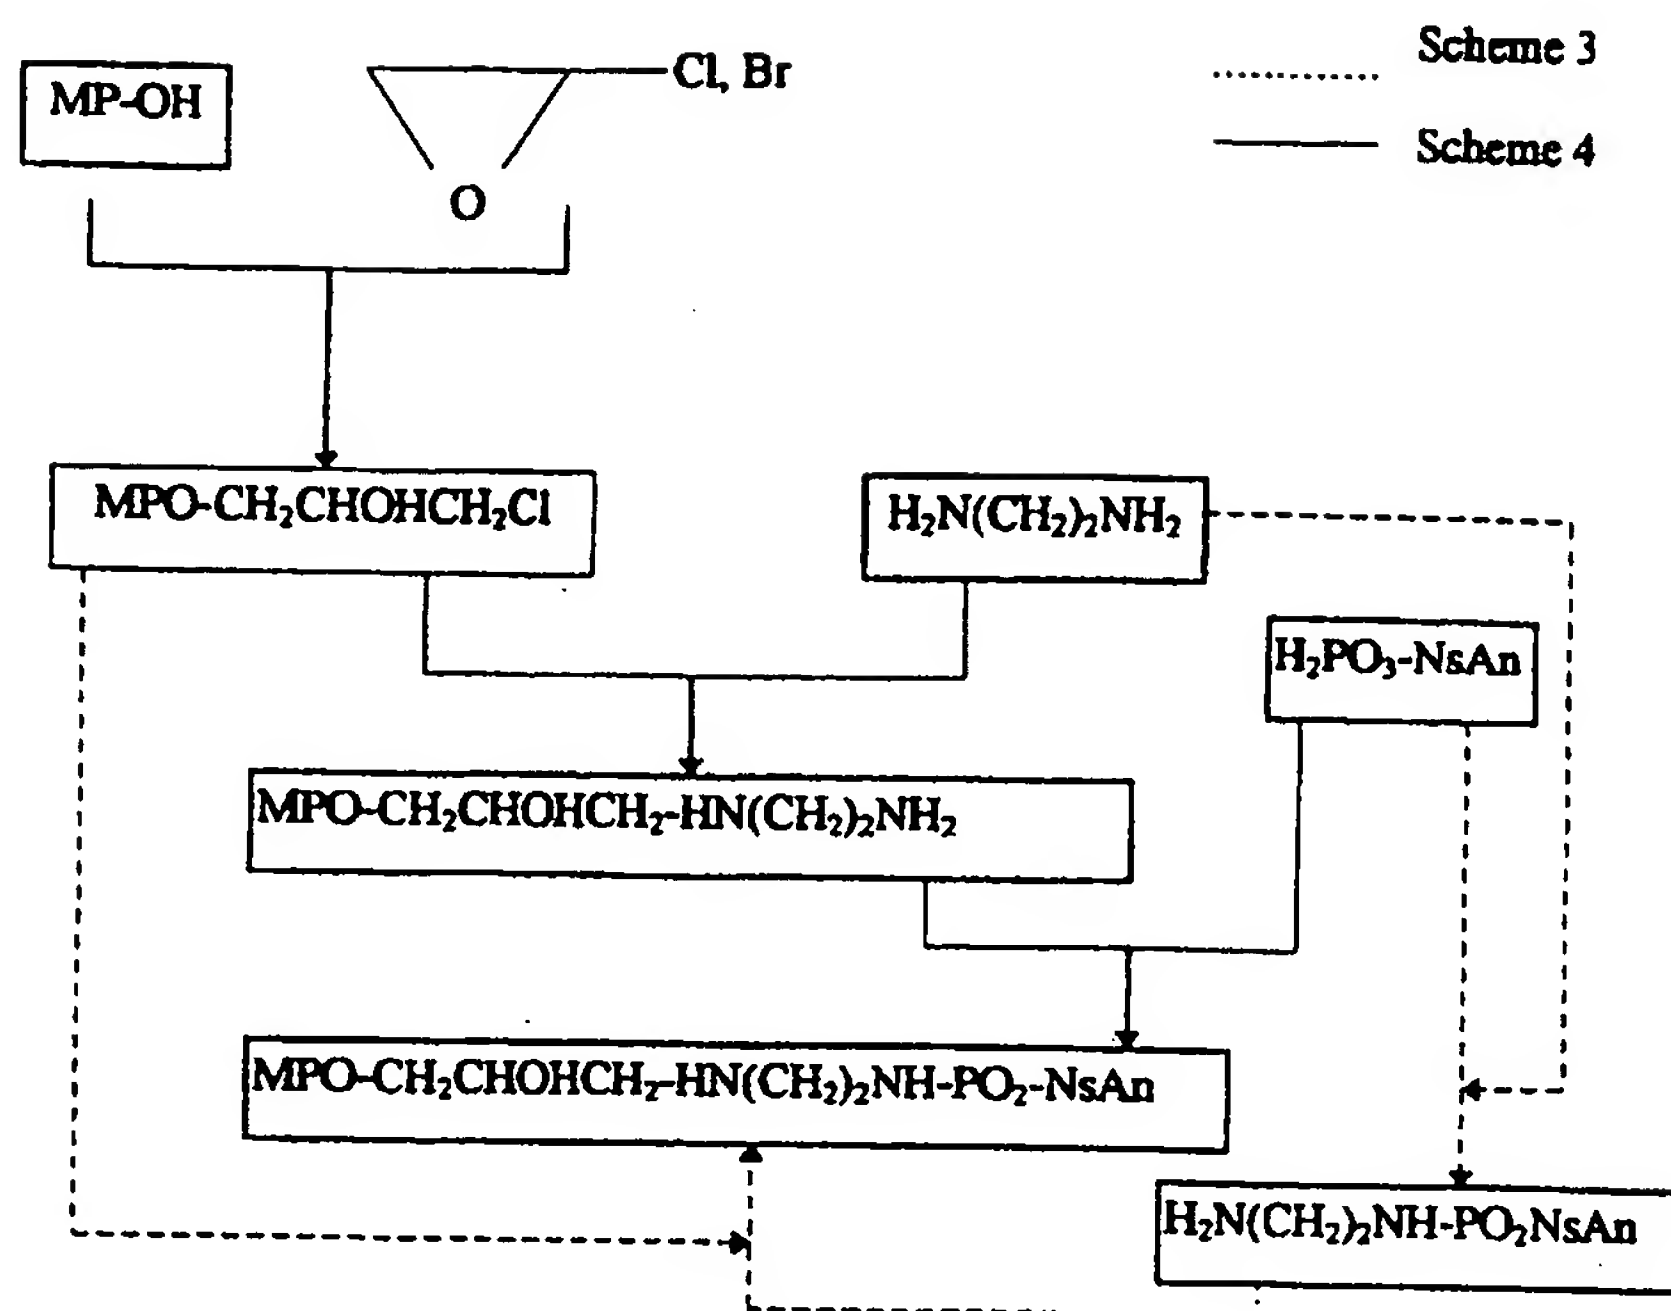 Scheme 3
MP-OH
Cl, Br
Scheme 4
O
MPO-CH₂CHOHCH₂Cl
H₂N(CH₂)₂NH₂
H₂PO₃-NsAn
MPO-CH₂CHOHCH₂-HN(CH₂)₂NH₂
MPO-CH₂CHOHCH₂-HN(CH₂)₂NH-PO₂-NsAn
H₂N(CH₂)₂NH-PO₂NsAn